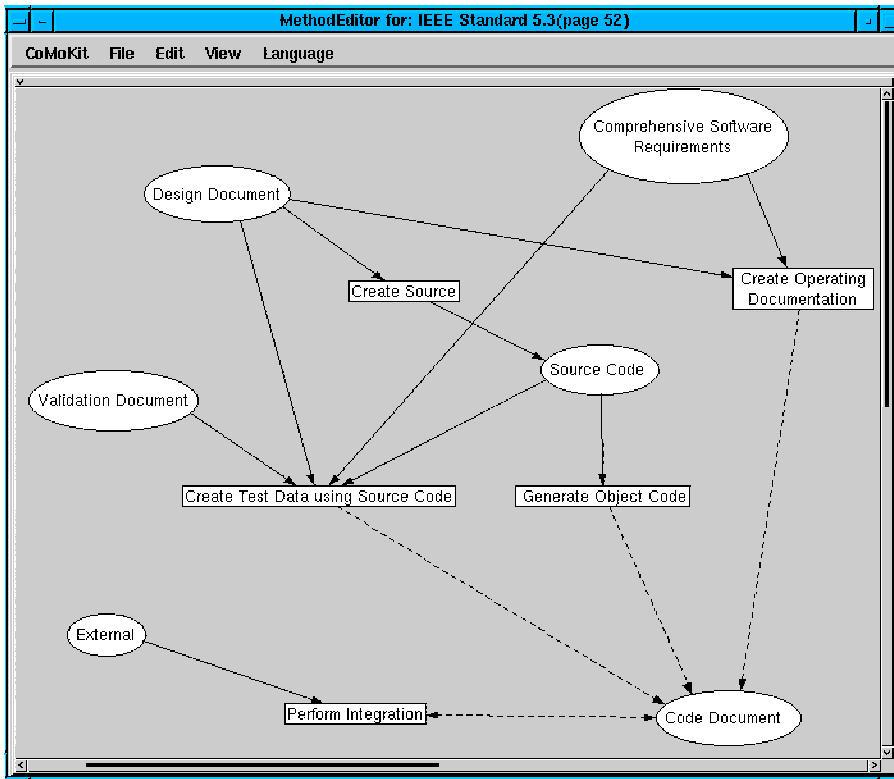 MethodEditor for: IEEE Standard 5.3(page 52)
CoMoKit File Edit View Language
Comprehensive Software
Requirements
Design Document
Create Source
Create Operating
Documentation
Source Code
Validation Document
Create Test Data using Source Code
Generate Object Code
External
Perform Integration
Code Document